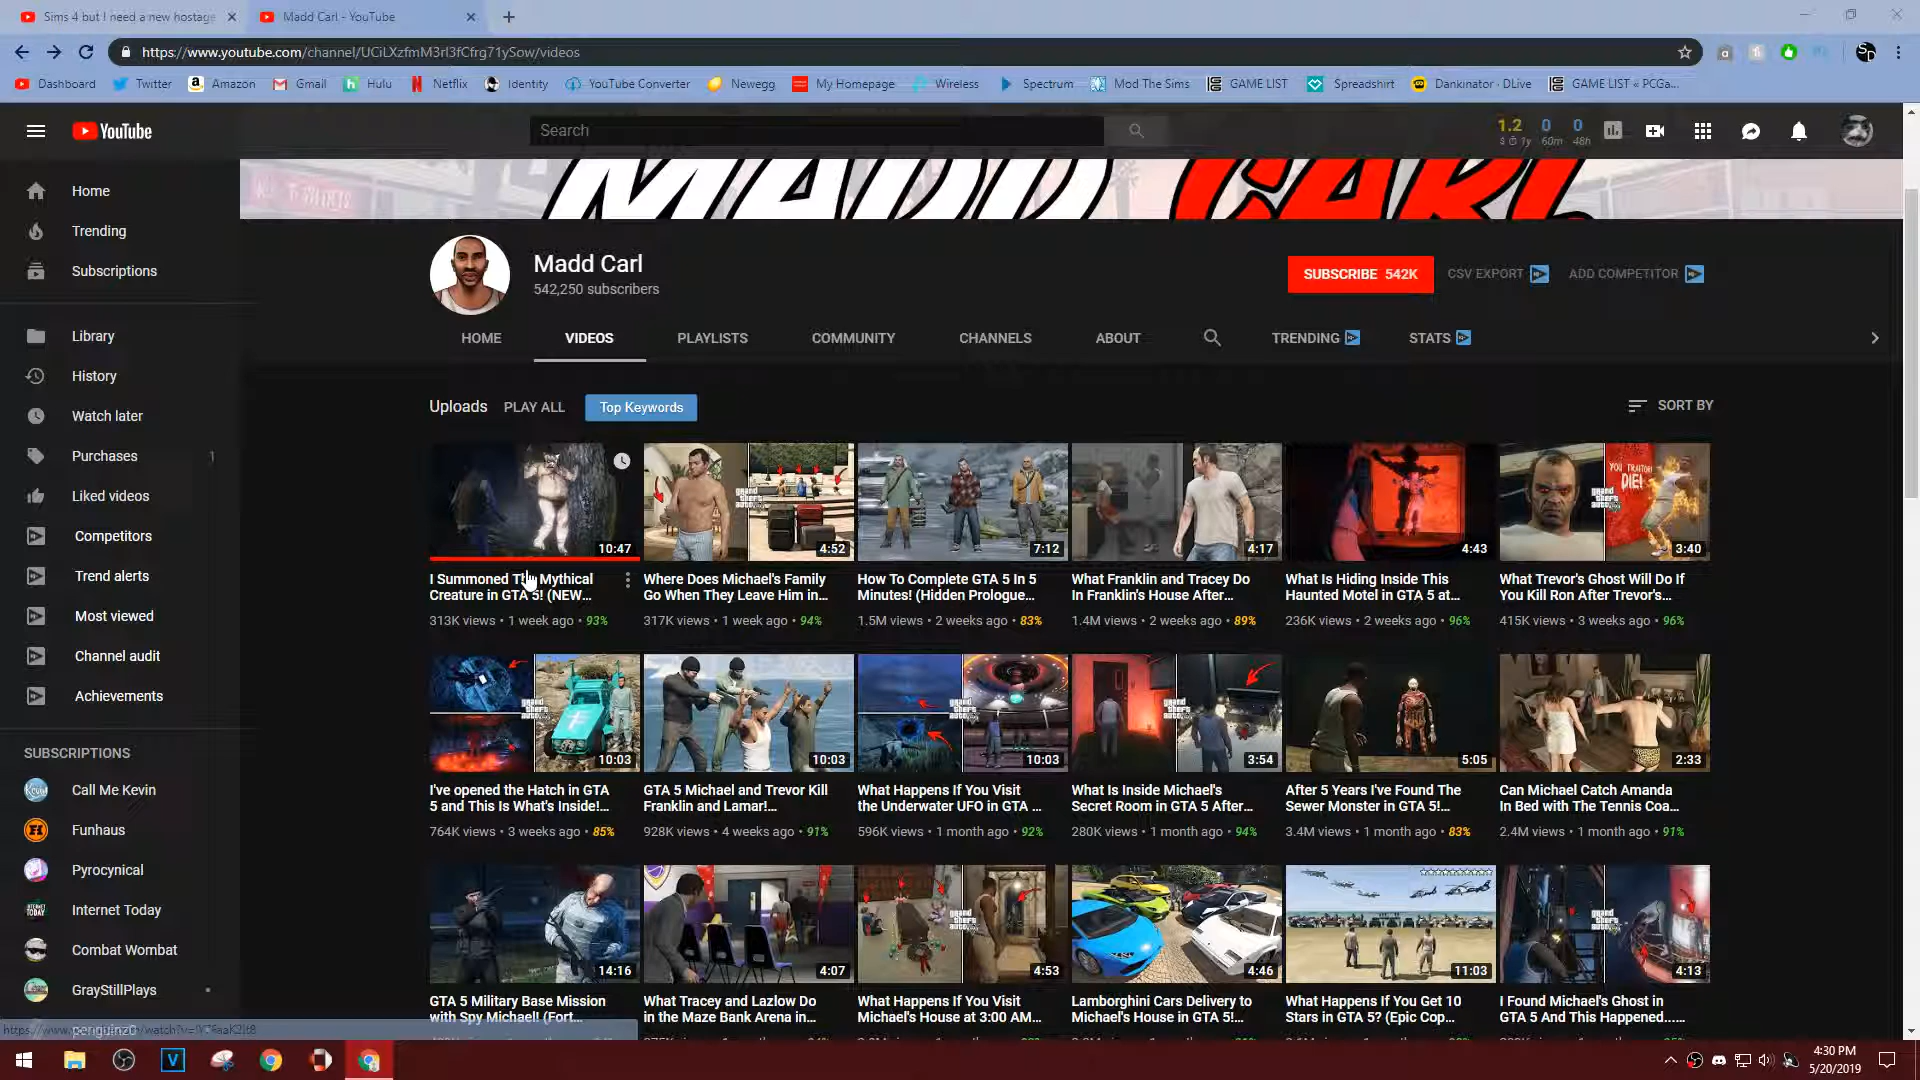 Sims 4 but I need a new hostage
Madd Carl - YouTube
https://www.youtube.com/channel/UCiLXzfmM3rI3fCfrg71ySow/videos
Dashboard Twitter Amazon Gmail Hulu Netflix Identity YouTube Converter Newegg My Homepage Wireless Spectrum Mod The Sims GAME LIST Spreadshirt Dankinator - DLive GAME LIST « PCGa...
YouTube
Search
1.2 0 0
1y 60m 48h
MADD CARL
Home
Trending
Subscriptions
Library
History
Watch later
Purchases 1
Liked videos
Competitors
Trend alerts
Most viewed
Channel audit
Achievements
SUBSCRIPTIONS
Call Me Kevin
Funhaus
Pyrocynical
Internet Today
Combat Wombat
GrayStillPlays
penguinz0
Madd Carl
542,250 subscribers
SUBSCRIBE 542K
CSV EXPORT
ADD COMPETITOR
HOME VIDEOS PLAYLISTS COMMUNITY CHANNELS ABOUT TRENDING STATS
Uploads PLAY ALL Top Keywords
SORT BY
10:47 4:52 7:12 4:17 4:43 3:40
YOU TRAITOR! DIE!
I Summoned The Mythical
Creature in GTA 5! (NEW...
313K views • 1 week ago • 93%
Where Does Michael's Family
Go When They Leave Him in...
317K views • 1 week ago • 94%
How To Complete GTA 5 In 5
Minutes! (Hidden Prologue...
1.5M views • 2 weeks ago • 83%
What Franklin and Tracey Do
In Franklin's House After...
1.4M views • 2 weeks ago • 89%
What Is Hiding Inside This
Haunted Motel in GTA 5 at...
236K views • 2 weeks ago • 96%
What Trevor's Ghost Will Do If
You Kill Ron After Trevor's...
415K views • 3 weeks ago • 96%
10:03 10:03 10:03 3:54 5:05 2:33
I've opened the Hatch in GTA
5 and This Is What's Inside!...
764K views • 3 weeks ago • 85%
GTA 5 Michael and Trevor Kill
Franklin and Lamar!...
928K views • 4 weeks ago • 91%
What Happens If You Visit
the Underwater UFO in GTA ...
596K views • 1 month ago • 92%
What Is Inside Michael's
Secret Room in GTA 5 After...
280K views • 1 month ago • 94%
After 5 Years I've Found The
Sewer Monster in GTA 5!...
3.4M views • 1 month ago • 83%
Can Michael Catch Amanda
In Bed with The Tennis Coa...
2.4M views • 1 month ago • 91%
14:16 4:07 4:53 4:46 11:03 4:13
GTA 5 Military Base Mission
with Spy Michael! (Fort...
What Tracey and Lazlow Do
in the Maze Bank Arena in...
What Happens If You Visit
Michael's House at 3:00 AM...
Lamborghini Cars Delivery to
Michael's House in GTA 5!...
What Happens If You Get 10
Stars in GTA 5? (Epic Cop...
I Found Michael's Ghost in
GTA 5 And This Happened......
4:30 PM
5/20/2019